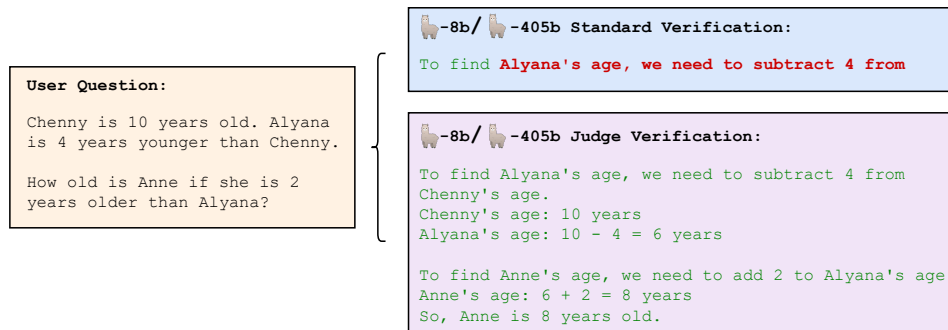 User Question:
Chenny is 10 years old. Alyana
is 4 years younger than Chenny.
How old is Anne if she is 2
years older than Alyana?
-8b/ -405b Standard Verification:
To find Alyana's age, we need to subtract 4 from
-8b/ -405b Judge Verification:
To find Alyana's age, we need to subtract 4 from
Chenny's age.
Chenny's age: 10 years
Alyana's age: 10 - 4 = 6 years
To find Anne's age, we need to add 2 to Alyana's age
Anne's age: 6 + 2 = 8 years
So, Anne is 8 years old.